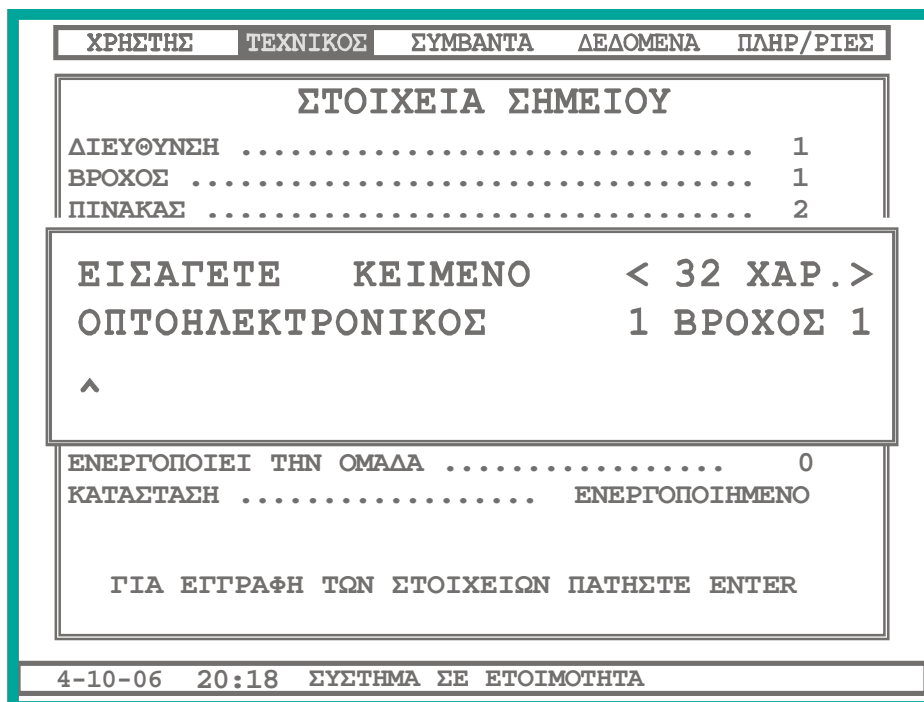 ΧΡΗΣΤΗΣ ΤΕΧΝΙΚΟΣ ΣΥΜΒΑΝΤΑ ΔΕΔΟΜΕΝΑ ΠΛΗΡ/ΡΙΕΣ
ΣΤΟΙΧΕΙΑ ΣΗΜΕΙΟΥ
ΔΙΕΥΘΥΝΣΗ ............................... 1
ΒΡΟΧΟΣ .................................. 1
ΠΙΝΑΚΑΣ ................................. 2
ΕΙΣΑΓΕΤΕ ΚΕΙΜΕΝΟ < 32 ΧΑΡ.>
ΟΠΤΟΗΛΕΚΤΡΟΝΙΚΟΣ 1 ΒΡΟΧΟΣ 1
^
ΕΝΕΡΓΟΠΟΙΕΙ ΤΗΝ ΟΜΑΔΑ ................. 0
ΚΑΤΑΣΤΑΣΗ .................. ΕΝΕΡΓΟΠΟΙΗΜΕΝΟ
ΓΙΑ ΕΓΓΡΑΦΗ ΤΩΝ ΣΤΟΙΧΕΙΩΝ ΠΑΤΗΣΤΕ ENTER
4-10-06 20:18 ΣΥΣΤΗΜΑ ΣΕ ΕΤΟΙΜΟΤΗΤΑ